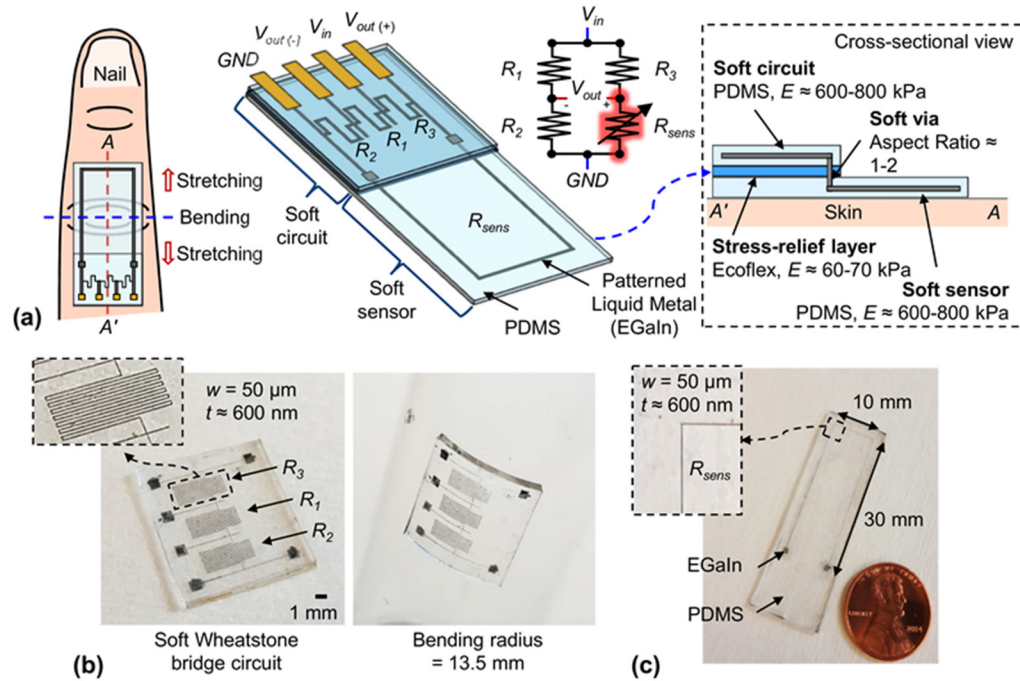 Nail
A
Stretching
Bending
Stretching
A'
(a)
GND
Vout (-)
Vin
Vout (+)
R2
R1
R3
Rsens
Soft
circuit
Soft
sensor
PDMS
Patterned
Liquid Metal
(EGaIn)
Vin
R1
R3
Vout
-
+
R2
Rsens
GND
Cross-sectional view
Soft circuit
PDMS, E ≈ 600-800 kPa
Soft via
Aspect Ratio ≈
1-2
A'
Skin
A
Stress-relief layer
Ecoflex, E ≈ 60-70 kPa
Soft sensor
PDMS, E ≈ 600-800 kPa
w = 50 µm
t ≈ 600 nm
R3
R1
R2
1 mm
Soft Wheatstone
bridge circuit
(b)
Bending radius
= 13.5 mm
w = 50 µm
t ≈ 600 nm
Rsens
10 mm
30 mm
EGaIn
PDMS
(c)